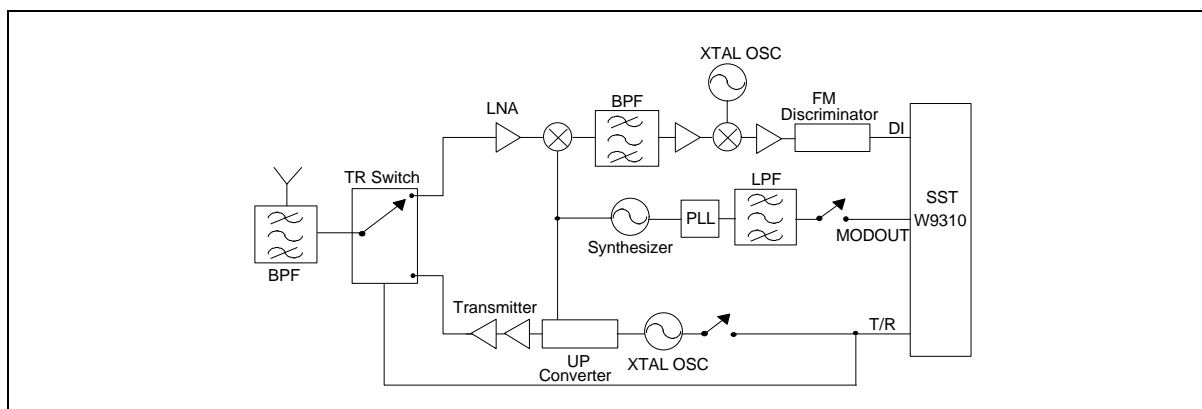 XTAL OSC
LNA
BPF
FM
Discriminator
DI
TR Switch
LPF
SST
W9310
PLL
MODOUT
Synthesizer
BPF
Transmitter
T/R
UP
Converter
XTAL OSC